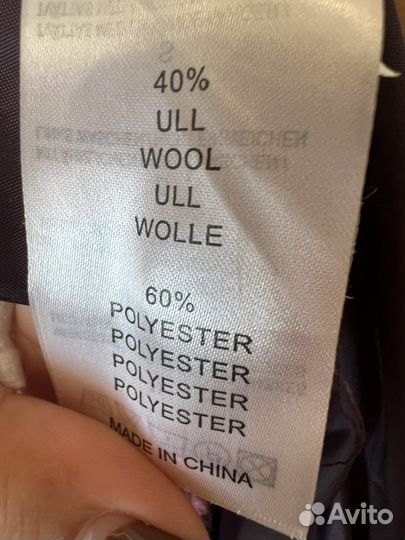 40%
ULL
WOOL
ULL
WOLLE
60%
POLYESTER
POLYESTER
POLYESTER
POLYESTER
MADE IN CHINA
Avito